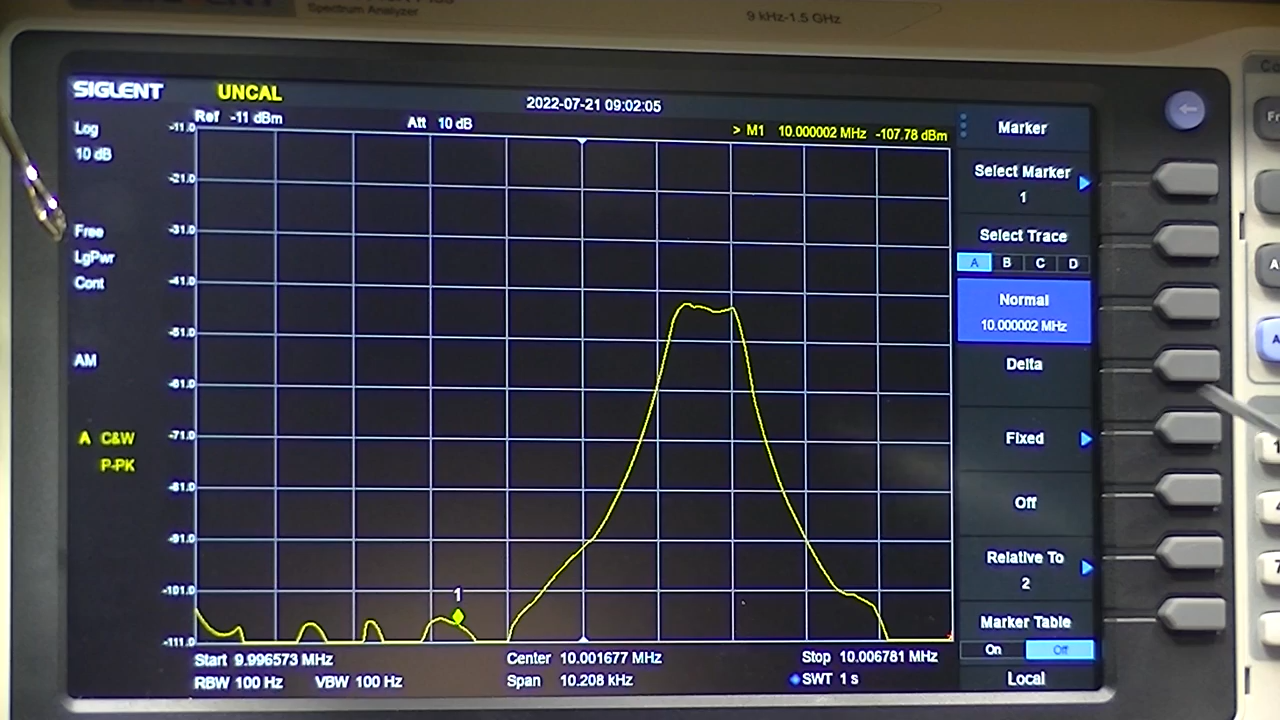 Spectrum Analyzer
9 kHz-1.5 GHz
SIGLENT
UNCAL
2022-07-21 09:02:05
Ref -11 dBm
Att 10 dB
> M1 10.000002 MHz -107.78 dBm
Log
10 dB
Free
LgPwr
Cont
AM
A C&W
P-PK
-11.0
-21.0
-31.0
-41.0
-51.0
-61.0
-71.0
-81.0
-91.0
-101.0
-111.0
1
Start 9.996573 MHz
Center 10.001677 MHz
Stop 10.006781 MHz
RBW 100 Hz
VBW 100 Hz
Span 10.208 kHz
SWT 1 s
Marker
Select Marker
1
Select Trace
A B C D
Normal
10.000002 MHz
Delta
Fixed
Off
Relative To
2
Marker Table
On Off
Local